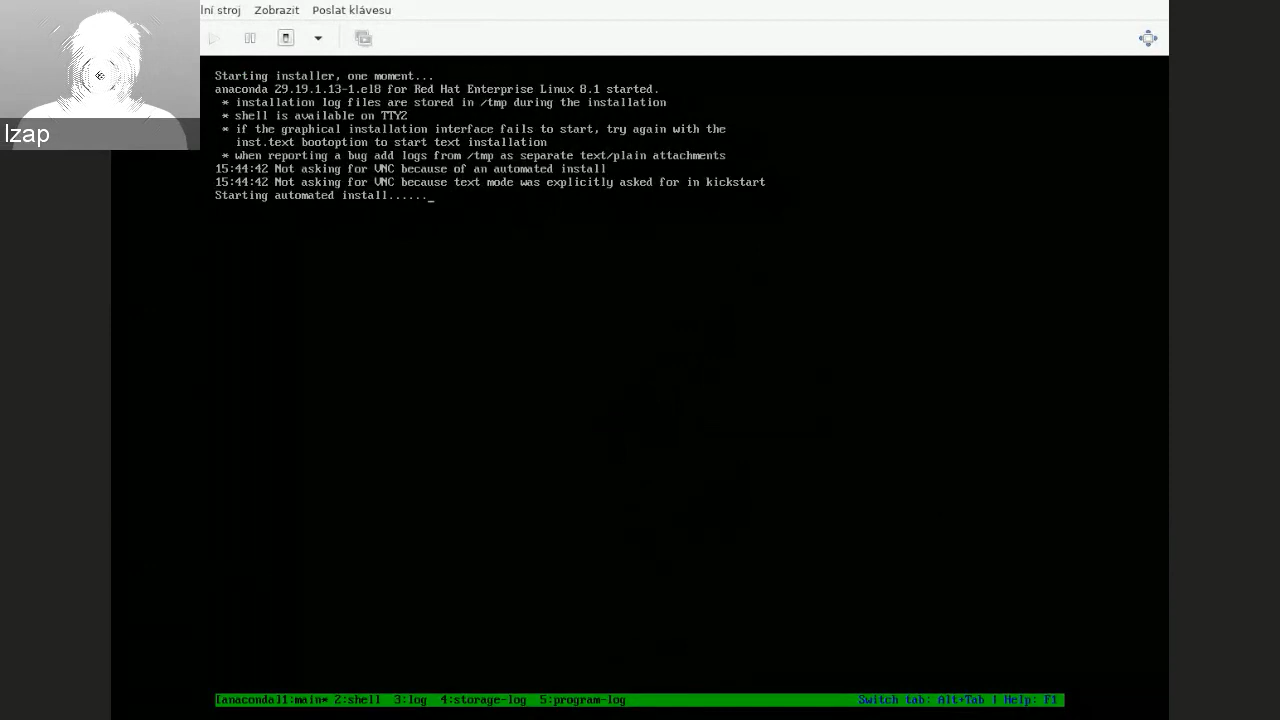 lní stroj Zobrazit Poslat klávesu
lzap
Starting installer, one moment...
anaconda 29.19.1.13-1.el8 for Red Hat Enterprise Linux 8.1 started.
* installation log files are stored in /tmp during the installation
* shell is available on TTY2
* if the graphical installation interface fails to start, try again with the
inst.text bootoption to start text installation
* when reporting a bug add logs from /tmp as separate text/plain attachments
15:44:42 Not asking for VNC because of an automated install
15:44:42 Not asking for VNC because text mode was explicitly asked for in kickstart
Starting automated install......_
[anaconda]1:main* 2:shell 3:log 4:storage-log 5:program-log Switch tab: Alt+Tab | Help: F1